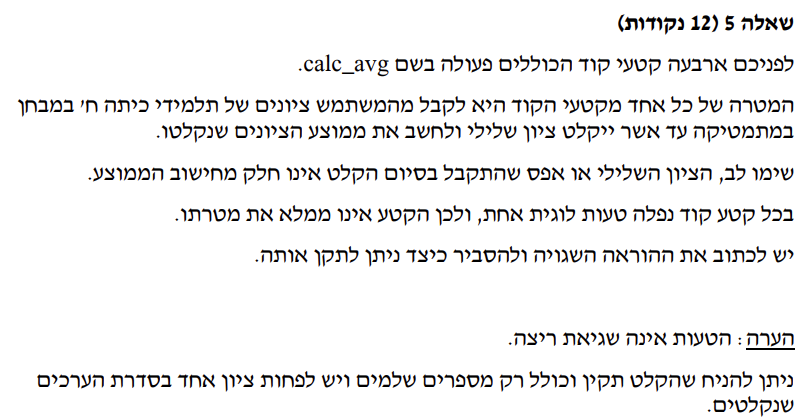 שאלה 5 (12 נקודות)
לפניכם ארבעה קטעי קוד הכוללים פעולה בשם calc_avg.
המטרה של כל אחד מקטעי הקוד היא לקבל מהמשתמש ציונים של תלמידי כיתה ח' במבחן
במתמטיקה עד אשר ייקלט ציון שלילי ולחשב את ממוצע הציונים שנקלטו.
שימו לב, הציון השלילי או אפס שהתקבל בסיום הקלט אינו חלק מחישוב הממוצע.
בכל קטע קוד נפלה טעות לוגית אחת, ולכן הקטע אינו ממלא את מטרתו.
יש לכתוב את ההוראה השגויה ולהסביר כיצד ניתן לתקן אותה.
הערה: הטעות אינה שגיאת ריצה.
ניתן להניח שהקלט תקין וכולל רק מספרים שלמים ויש לפחות ציון אחד בסדרת הערכים
שנקלטים.